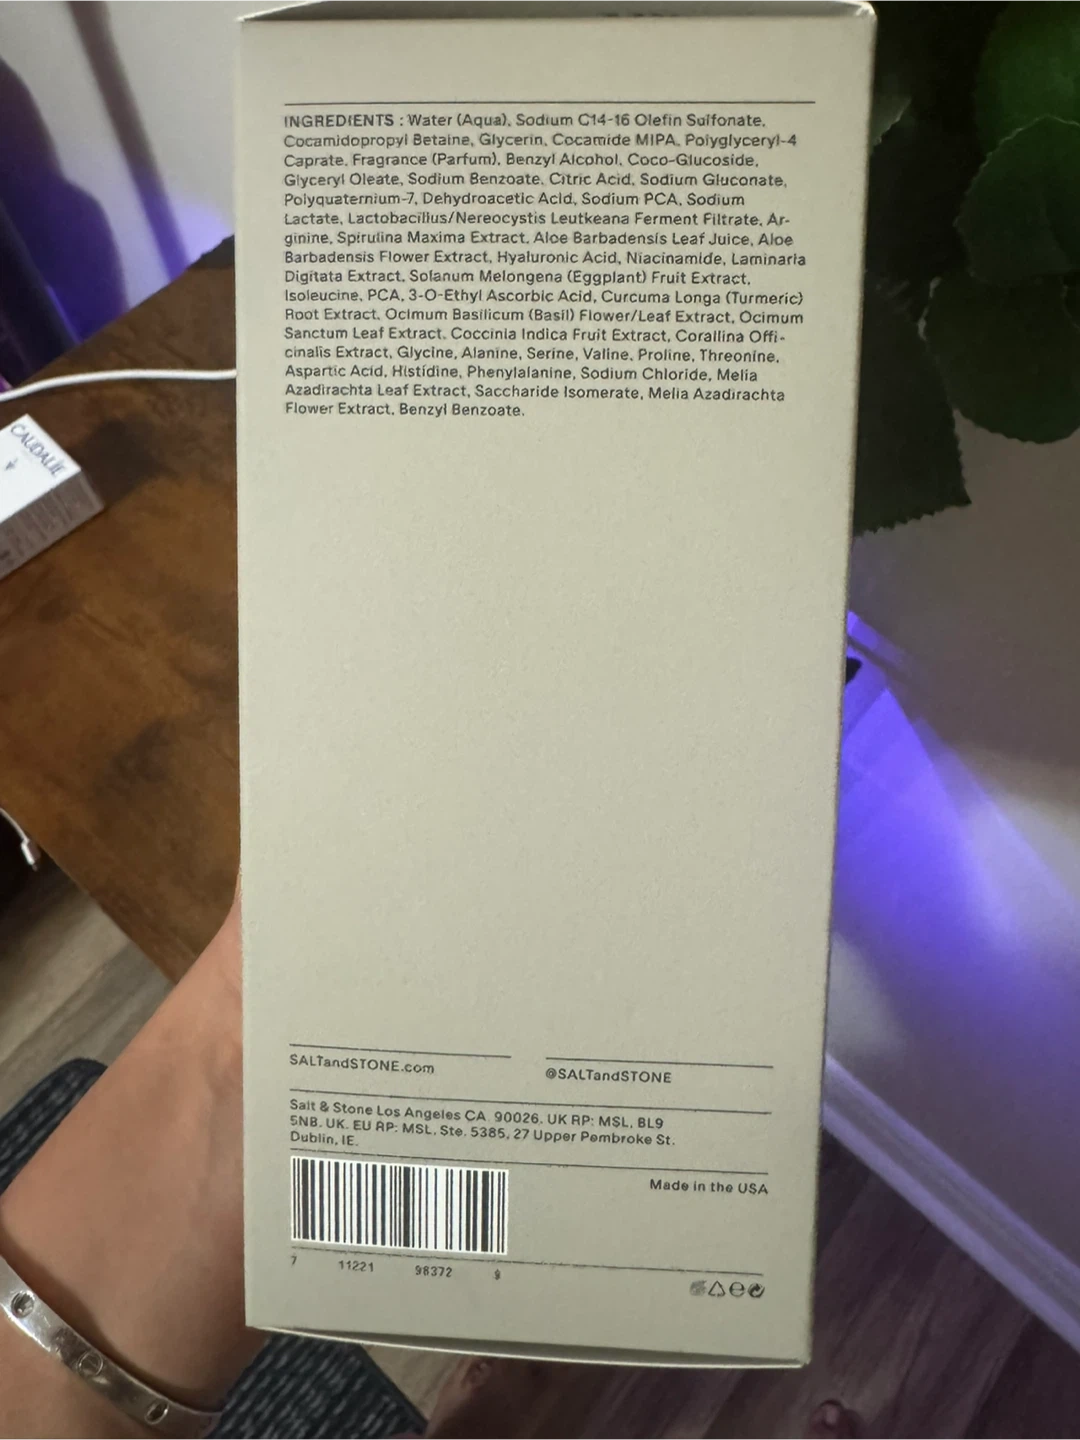 INGREDIENTS : Water (Aqua), Sodium C14-16 Olefin Sulfonate,
Cocamidopropyl Betaine, Glycerin, Cocamide MIPA, Polyglyceryl-4
Caprate, Fragrance (Parfum), Benzyl Alcohol, Coco-Glucoside,
Glyceryl Oleate, Sodium Benzoate, Citric Acid, Sodium Gluconate,
Polyquaternium-7, Dehydroacetic Acid, Sodium PCA, Sodium
Lactate, Lactobacillus/Nereocystis Leutkeana Ferment Filtrate, Ar-
ginine, Spirulina Maxima Extract, Aloe Barbadensis Leaf Juice, Aloe
Barbadensis Flower Extract, Hyaluronic Acid, Niacinamide, Laminaria
Digitata Extract, Solanum Melongena (Eggplant) Fruit Extract,
Isoleucine, PCA, 3-O-Ethyl Ascorbic Acid, Curcuma Longa (Turmeric)
Root Extract, Ocimum Basilicum (Basil) Flower/Leaf Extract, Ocimum
Sanctum Leaf Extract, Coccinia Indica Fruit Extract, Corallina Offi-
cinalis Extract, Glycine, Alanine, Serine, Valine, Proline, Threonine,
Aspartic Acid, Histidine, Phenylalanine, Sodium Chloride, Melia
Azadirachta Leaf Extract, Saccharide Isomerate, Melia Azadirachta
Flower Extract, Benzyl Benzoate.
CAUDALIE
SALTandSTONE.com
@SALTandSTONE
Salt & Stone Los Angeles CA. 90026. UK RP: MSL, BL9
5NB. UK. EU RP: MSL. Ste. 5385, 27 Upper Pembroke St.
Dublin, IE.
Made in the USA
7 11221 98372 9